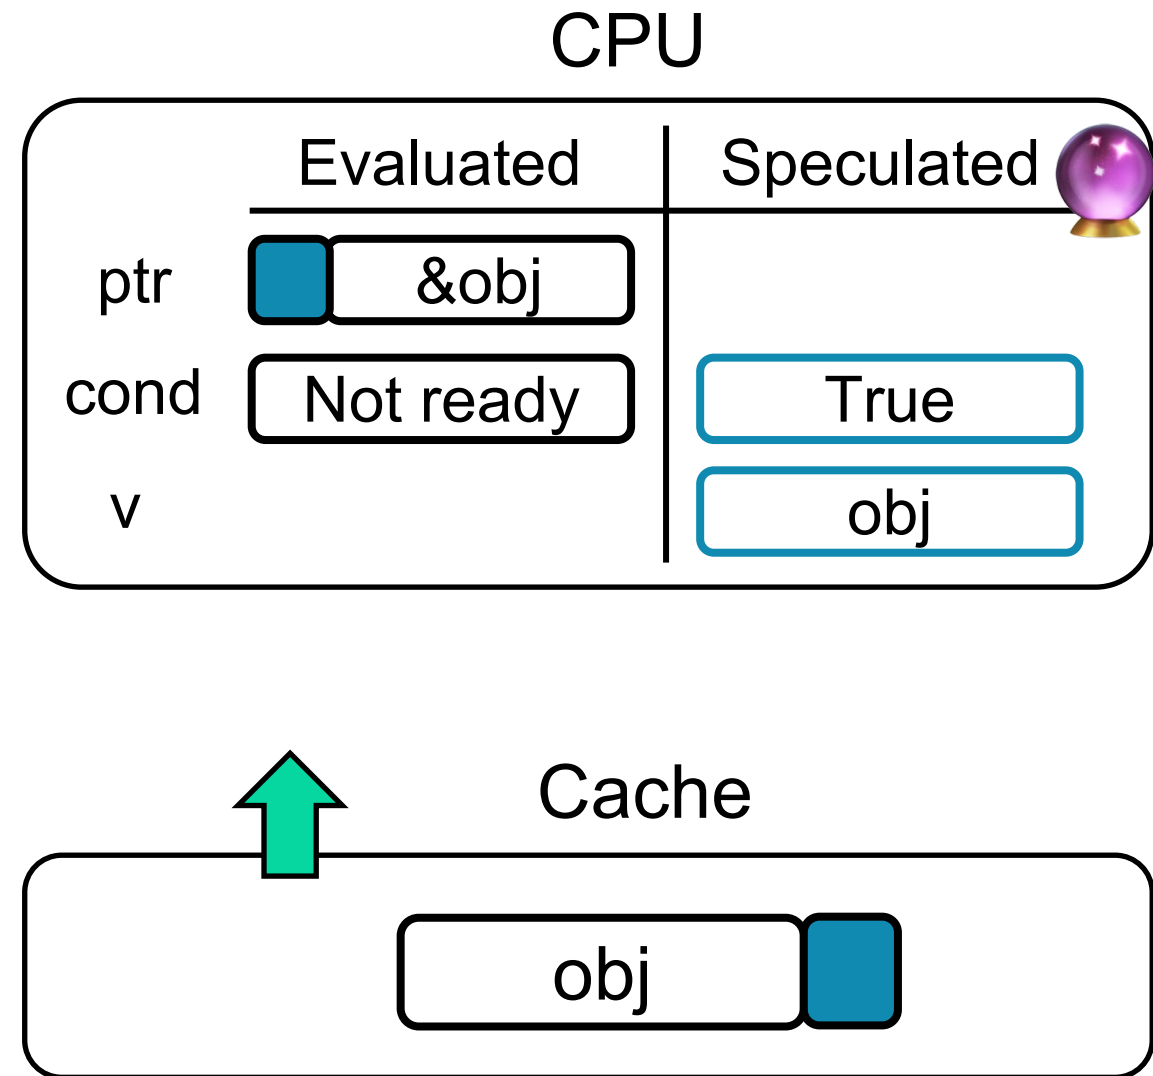 CPU
Evaluated Speculated
ptr &obj
cond Not ready True
v obj
Cache
obj